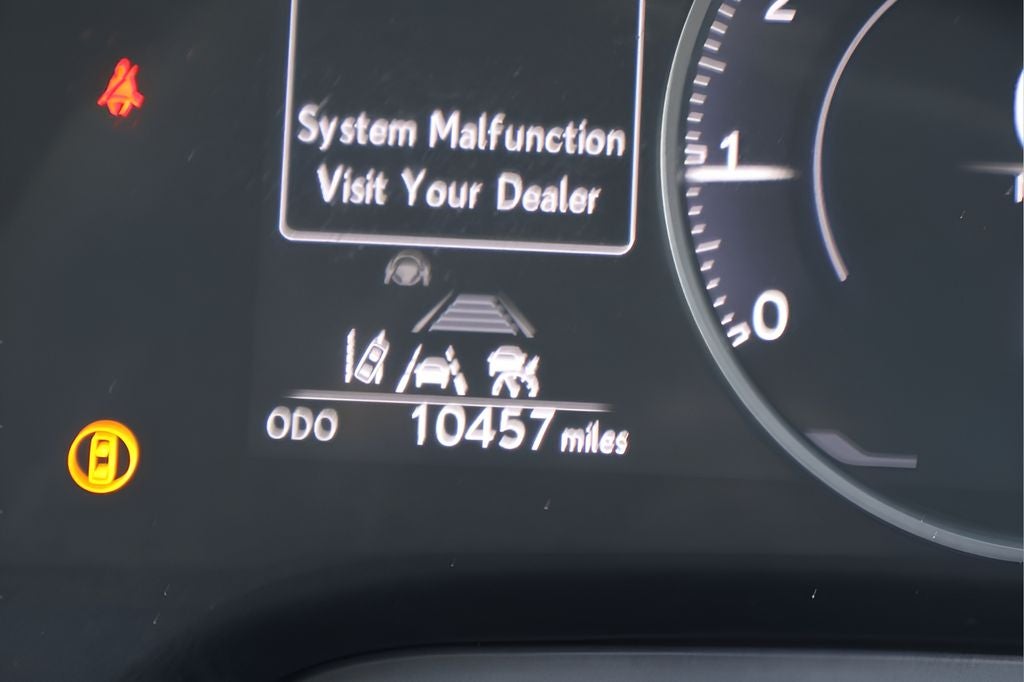 System Malfunction
Visit Your Dealer
2
1
0
ODO 10457 miles